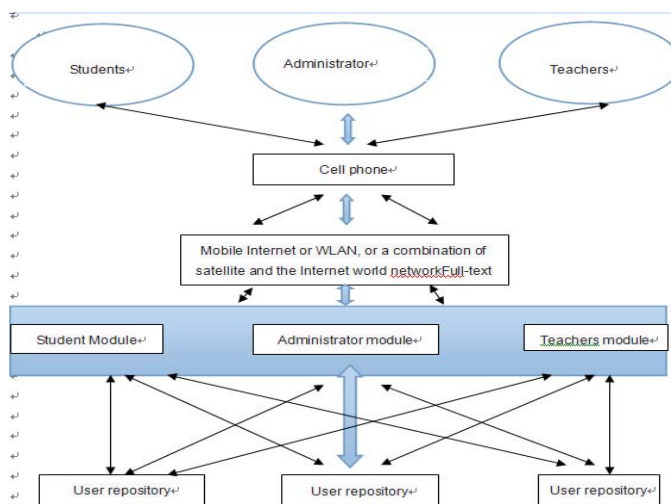 Students
Administrator
Teachers
Cell phone
Mobile Internet or WLAN, or a combination of
satellite and the Internet world networkFull-text
Student Module
Administrator module
Teachers module
User repository
User repository
User repository